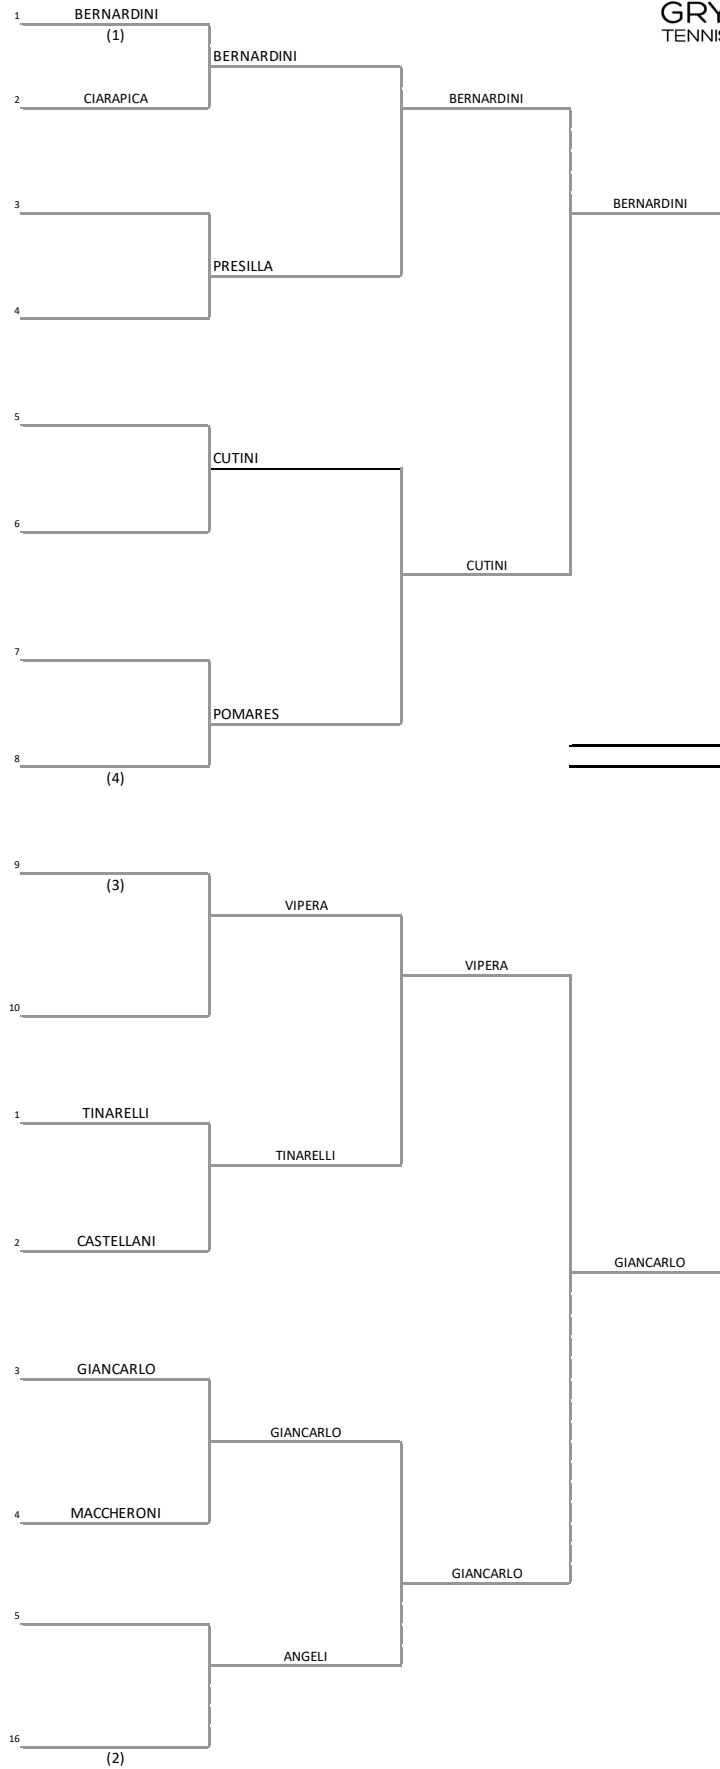 GRY
TENNIS
1 BERNARDINI
(1)
BERNARDINI
2 CIARAPICA
BERNARDINI
3
BERNARDINI
PRESILLA
4
5
CUTINI
6
CUTINI
7
POMARES
8
(4)
9
(3)
VIPERA
VIPERA
10
1 TINARELLI
TINARELLI
2 CASTELLANI
GIANCARLO
3 GIANCARLO
GIANCARLO
4 MACCHERONI
GIANCARLO
5
ANGELI
16
(2)